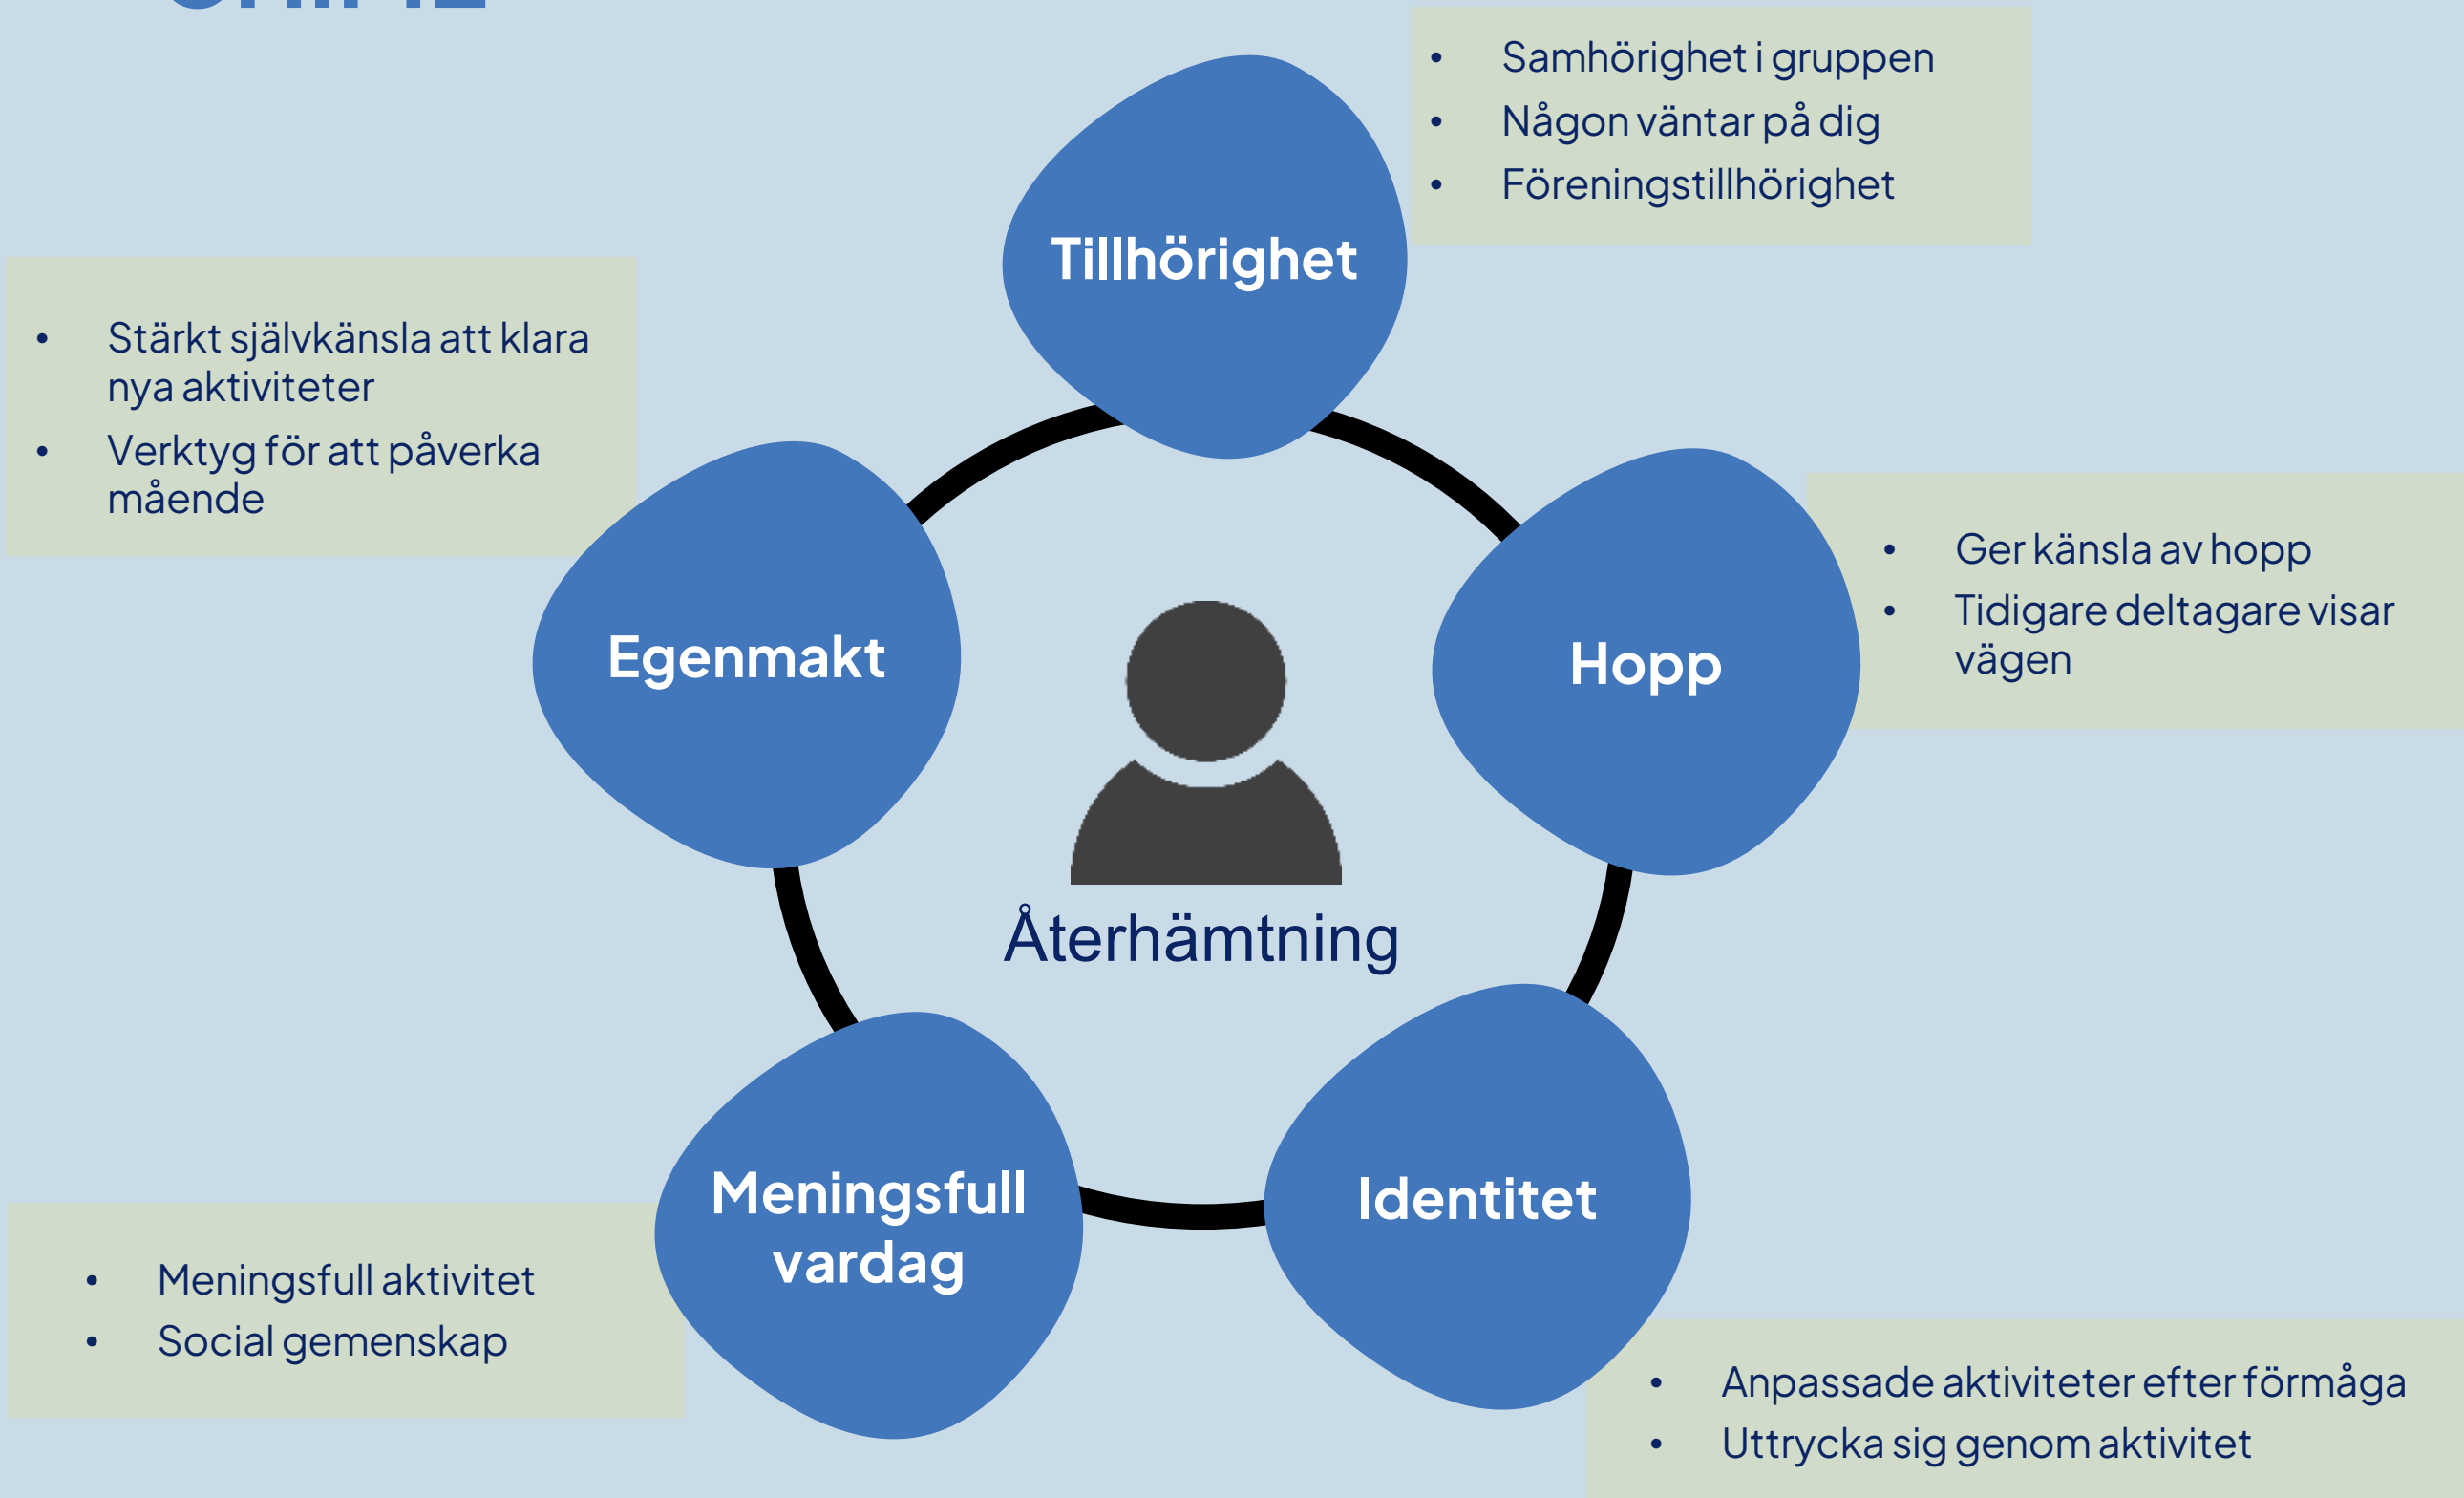 Samhörighet i gruppen
Någon väntar på dig
Föreningstillhörighet
Tillhörighet
Stärkt självkänsla att klara
nya aktiviteter
Verktyg för att påverka
mående
Egenmakt
Hopp
Ger känsla av hopp
Tidigare deltagare visar
vägen
Återhämtning
Meningsfull
vardag
Identitet
Meningsfull aktivitet
Social gemenskap
Anpassade aktiviteter efter förmåga
Uttrycka sig genom aktivitet